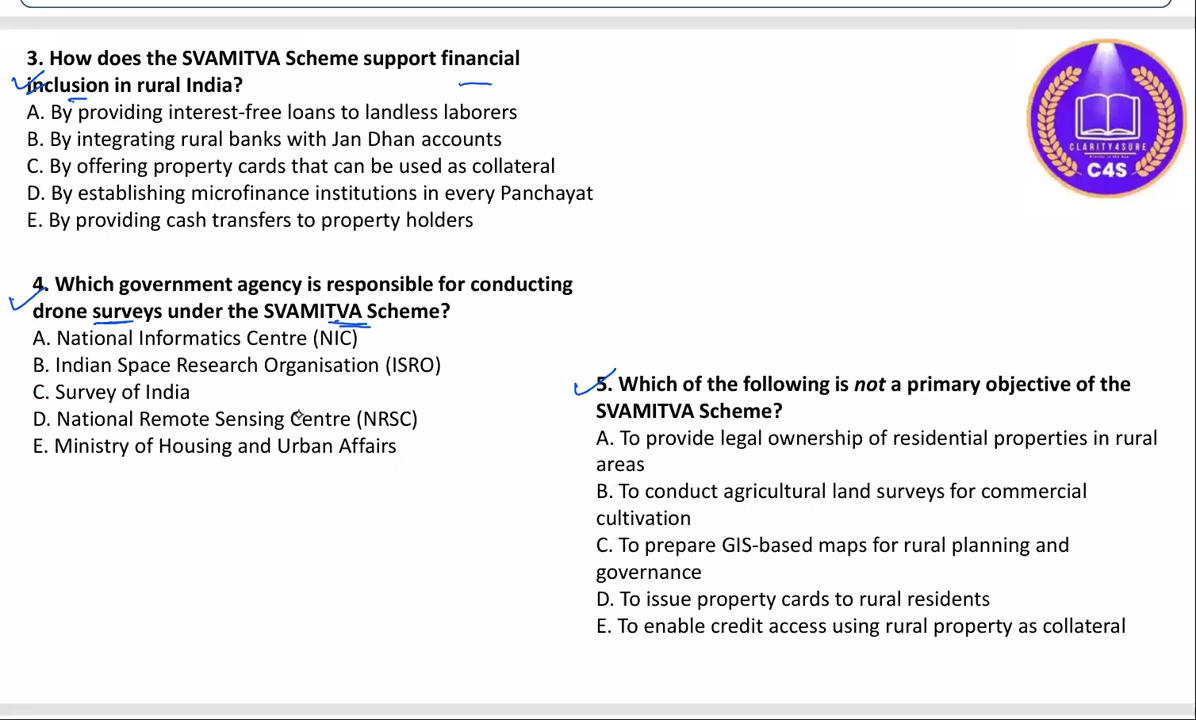 3. How does the SVAMITVA Scheme support financial
inclusion in rural India?
A. By providing interest-free loans to landless laborers
B. By integrating rural banks with Jan Dhan accounts
C. By offering property cards that can be used as collateral
D. By establishing microfinance institutions in every Panchayat
E. By providing cash transfers to property holders
CLARITY4SURE
C4S
4. Which government agency is responsible for conducting
drone surveys under the SVAMITVA Scheme?
A. National Informatics Centre (NIC)
B. Indian Space Research Organisation (ISRO)
C. Survey of India
D. National Remote Sensing Centre (NRSC)
E. Ministry of Housing and Urban Affairs
5. Which of the following is not a primary objective of the
SVAMITVA Scheme?
A. To provide legal ownership of residential properties in rural
areas
B. To conduct agricultural land surveys for commercial
cultivation
C. To prepare GIS-based maps for rural planning and
governance
D. To issue property cards to rural residents
E. To enable credit access using rural property as collateral